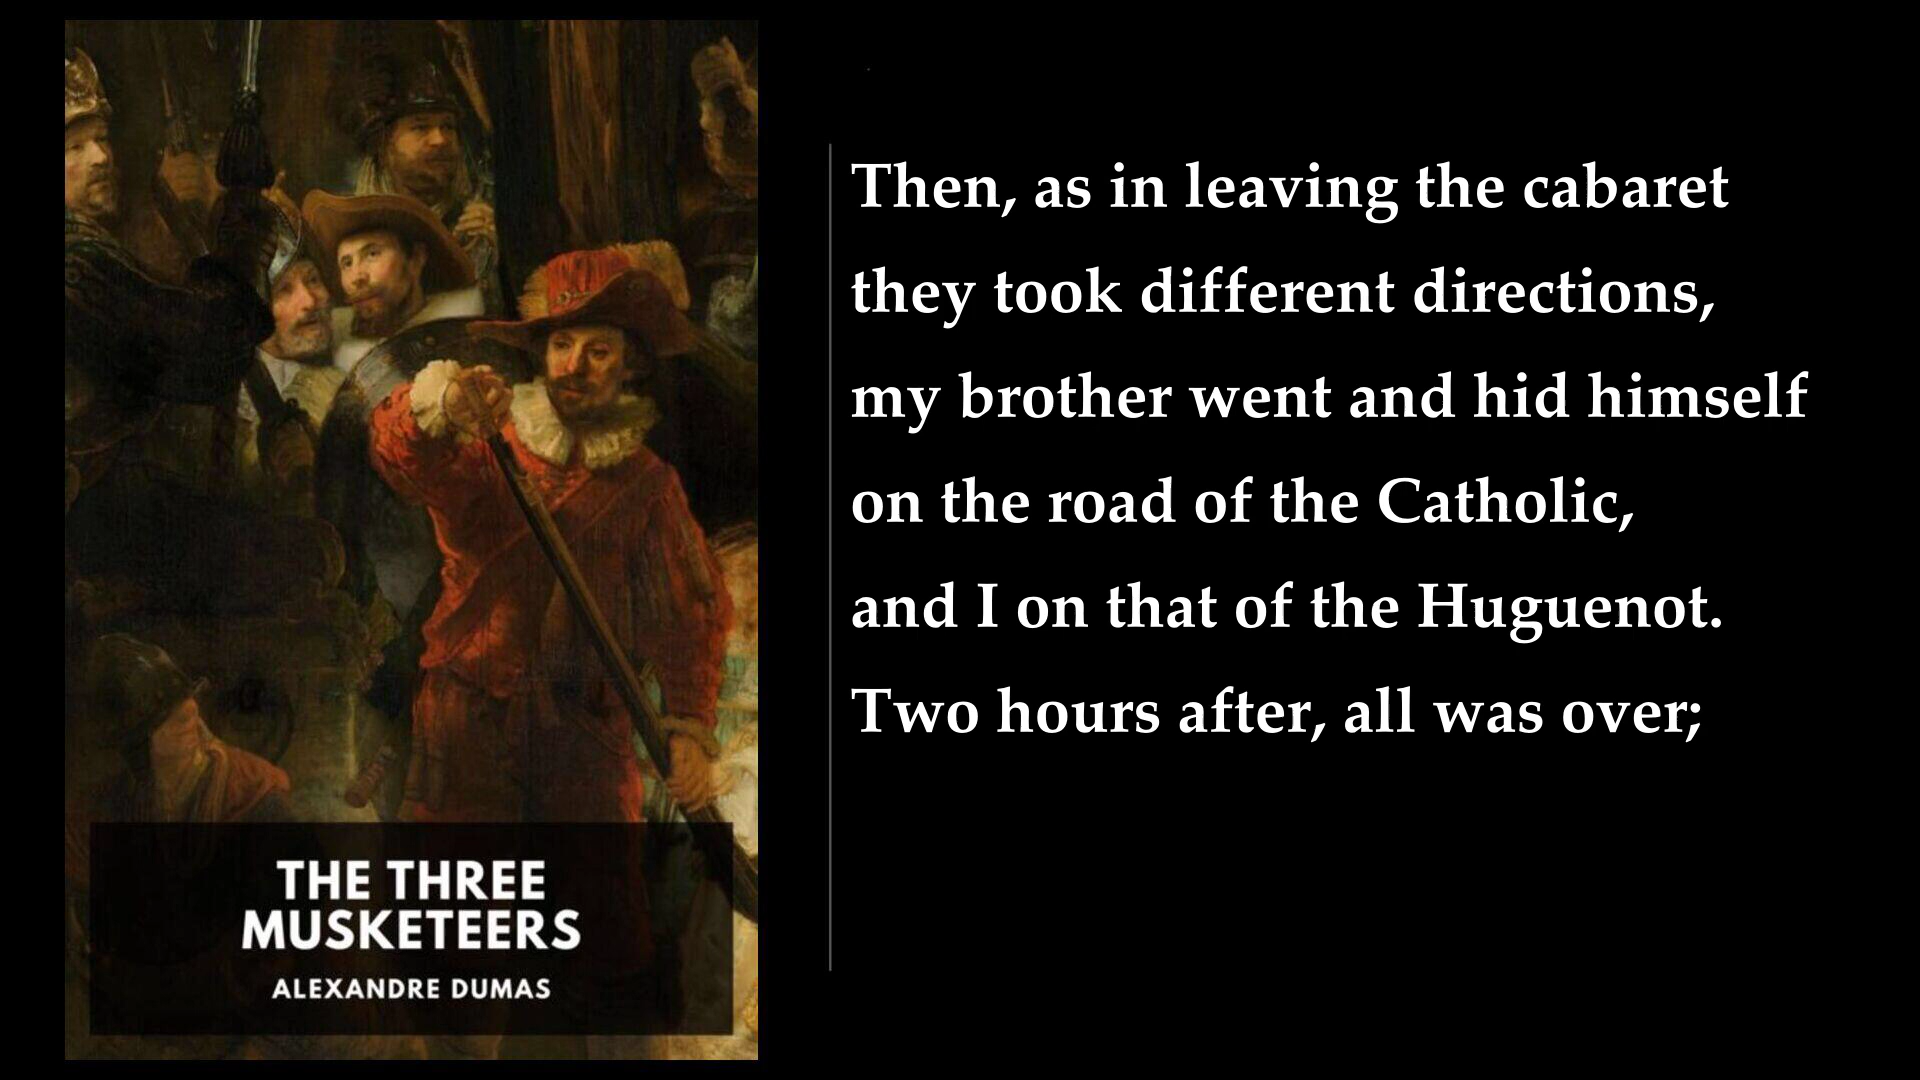 THE THREE
MUSKETEERS
ALEXANDRE DUMAS
Then, as in leaving the cabaret
they took different directions,
my brother went and hid himself
on the road of the Catholic,
and I on that of the Huguenot.
Two hours after, all was over;